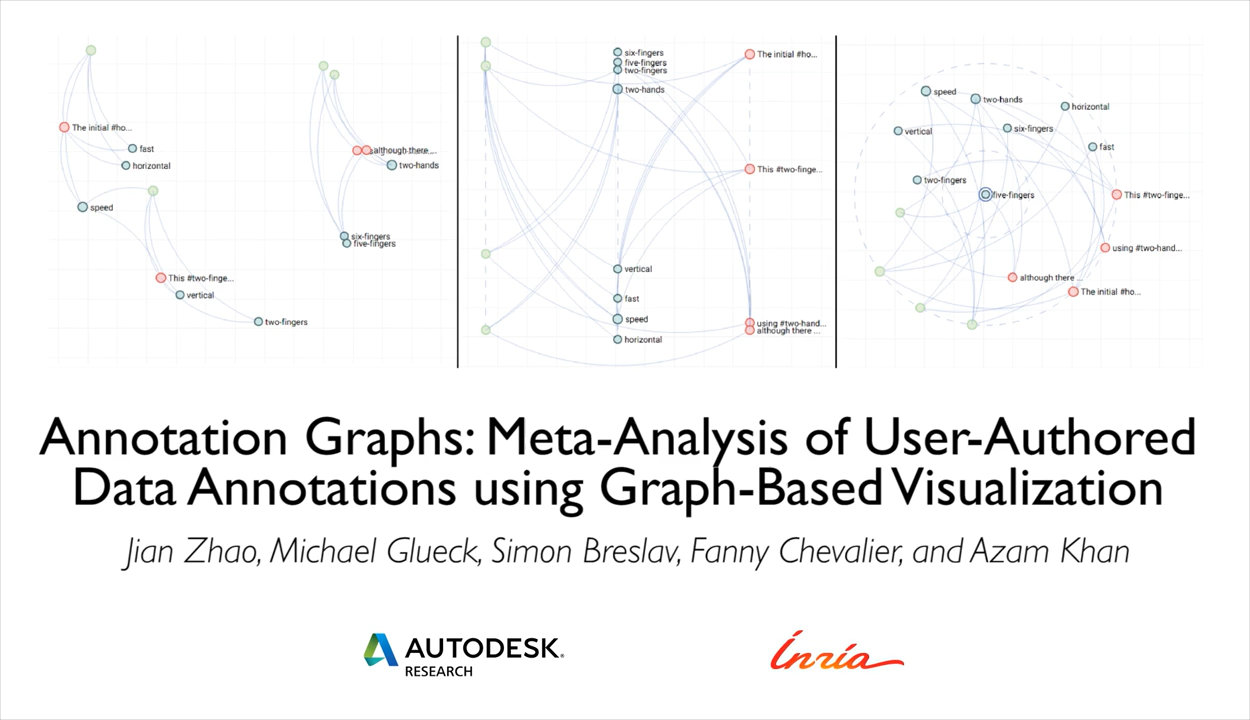 The initial #ho...
fast
horizontal
speed
This #two-finge...
vertical
two-fingers
although there ...
two-hands
six-fingers
five-fingers
six-fingers
five-fingers
two-fingers
two-hands
vertical
fast
speed
horizontal
The initial #ho...
This #two-finge...
using #two-hand...
although there ...
speed
two-hands
horizontal
vertical
six-fingers
fast
two-fingers
five-fingers
This #two-finge...
using #two-hand...
although there ...
The initial #ho...
Annotation Graphs: Meta-Analysis of User-Authored
Data Annotations using Graph-Based Visualization
Jian Zhao, Michael Glueck, Simon Breslav, Fanny Chevalier, and Azam Khan
AUTODESK.
RESEARCH
Inria